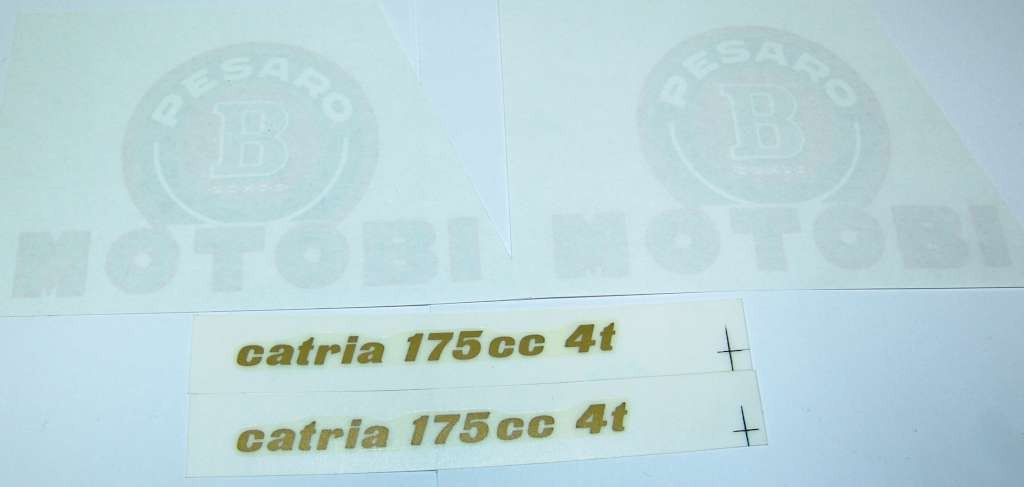 PESARO
B
MOTOBI
PESARO
B
MOTOBI
catria 175cc 4t
catria 175cc 4t